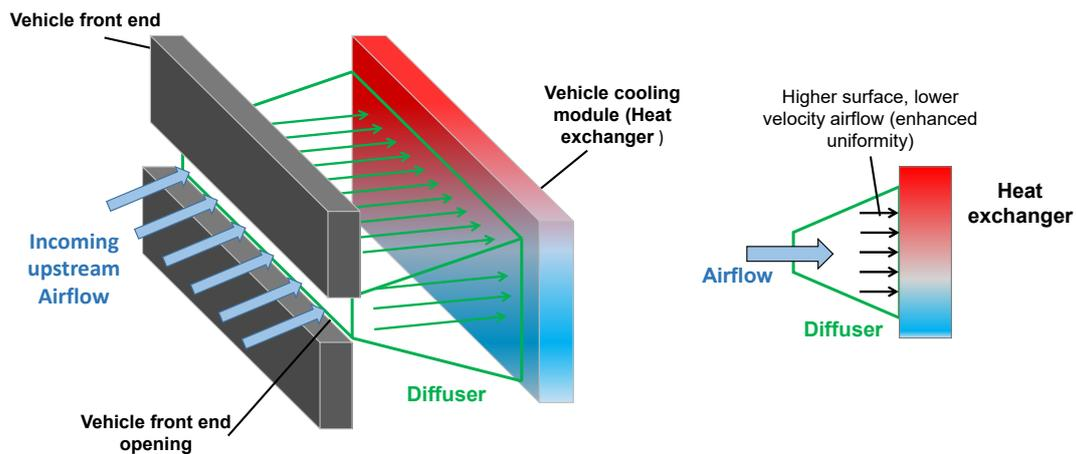 Vehicle front end
Vehicle cooling
module (Heat
exchanger )
Incoming
upstream
Airflow
Diffuser
Vehicle front end
opening
Higher surface, lower
velocity airflow (enhanced
uniformity)
Heat
exchanger
Airflow
Diffuser